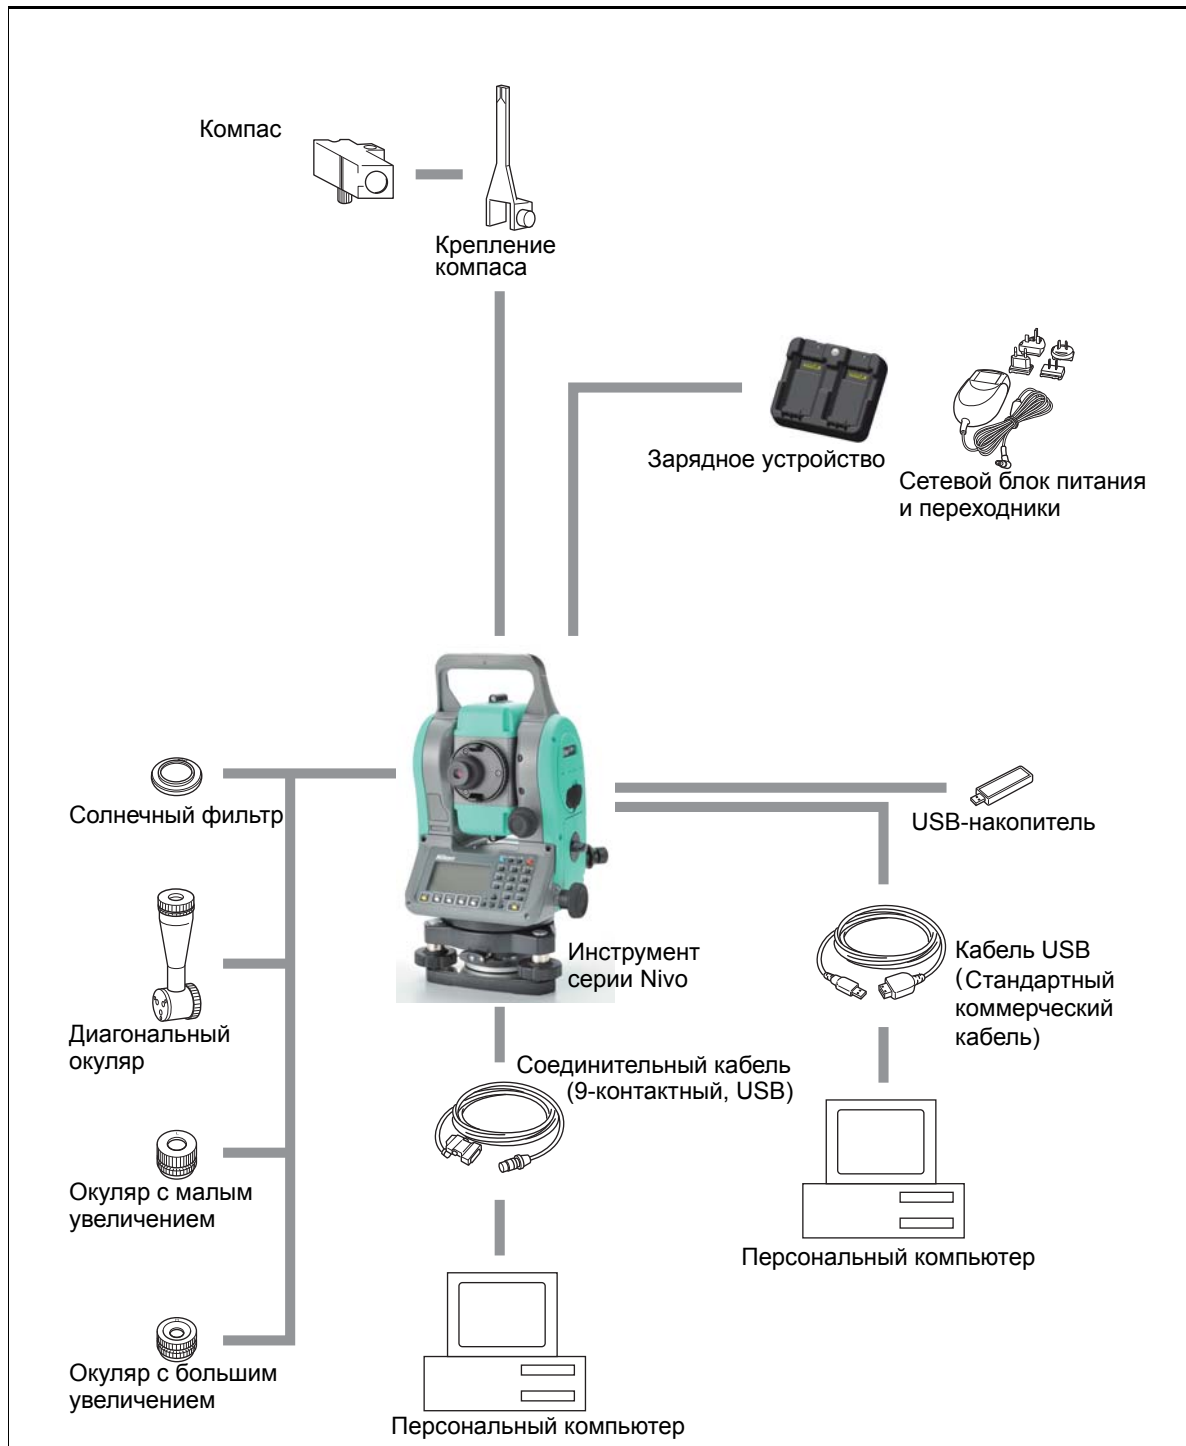 Компас
Крепление
компаса
Зарядное устройство
Сетевой блок питания
и переходники
Солнечный фильтр
USB-накопитель
Диагональный
окуляр
Инструмент
серии Nivo
Кабель USB
(Стандартный
коммерческий
кабель)
Соединительный кабель
(9-контактный, USB)
Окуляр с малым
увеличением
Персональный компьютер
Окуляр с большим
увеличением
Персональный компьютер